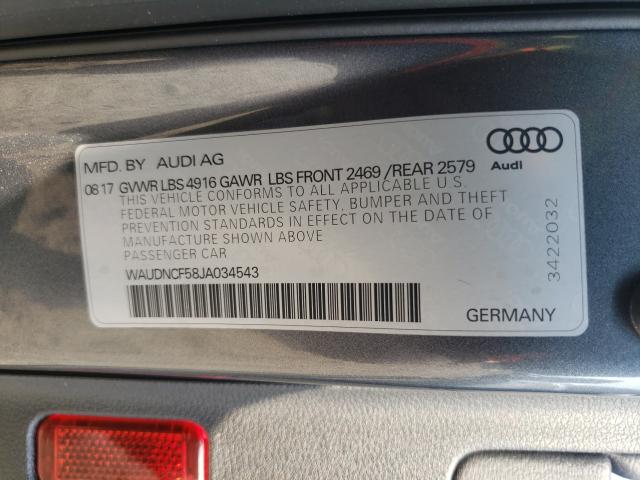 MFD. BY AUDI AG
Audi
08 17 GVWR LBS 4916 GAWR LBS FRONT 2469 /REAR 2579
THIS VEHICLE CONFORMS TO ALL APPLICABLE U.S.
FEDERAL MOTOR VEHICLE SAFETY, BUMPER AND THEFT
PREVENTION STANDARDS IN EFFECT ON THE DATE OF
MANUFACTURE SHOWN ABOVE
PASSENGER CAR
WAUDNCF58JA034543
3422032
GERMANY